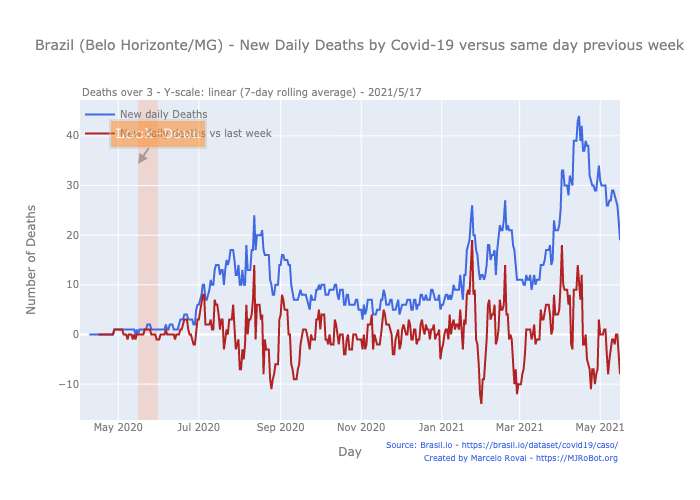 Brazil (Belo Horizonte/MG) - New Daily Deaths by Covid-19 versus same day previous week
Deaths over 3 - Y-scale: linear (7-day rolling average) - 2021/5/17
New daily Deaths
New daily Deaths vs last week
Lock Down
Number of Deaths
40
30
20
10
0
−10
May 2020
Jul 2020
Sep 2020
Nov 2020
Jan 2021
Mar 2021
May 2021
Day
Source: Brasil.io - https://brasil.io/dataset/covid19/caso/
Created by Marcelo Rovai - https://MJRoBot.org